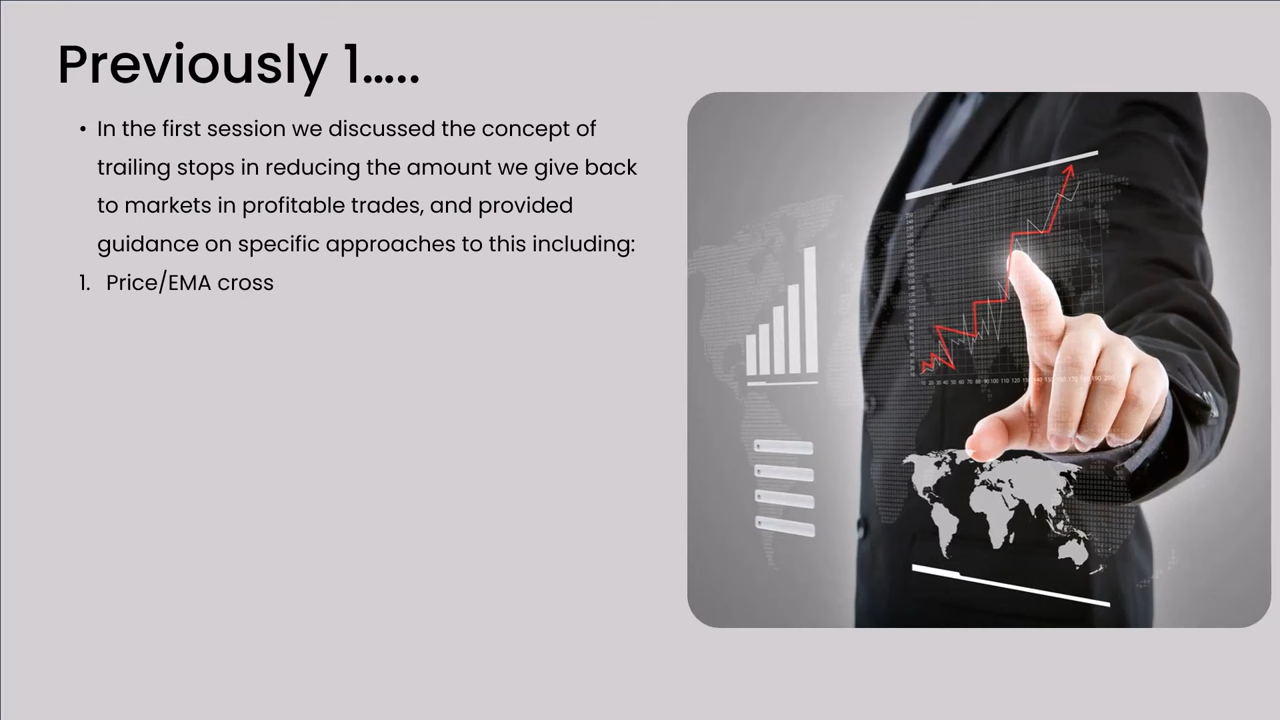 Previously 1.....
• In the first session we discussed the concept of
trailing stops in reducing the amount we give back
to markets in profitable trades, and provided
guidance on specific approaches to this including:
1. Price/EMA cross